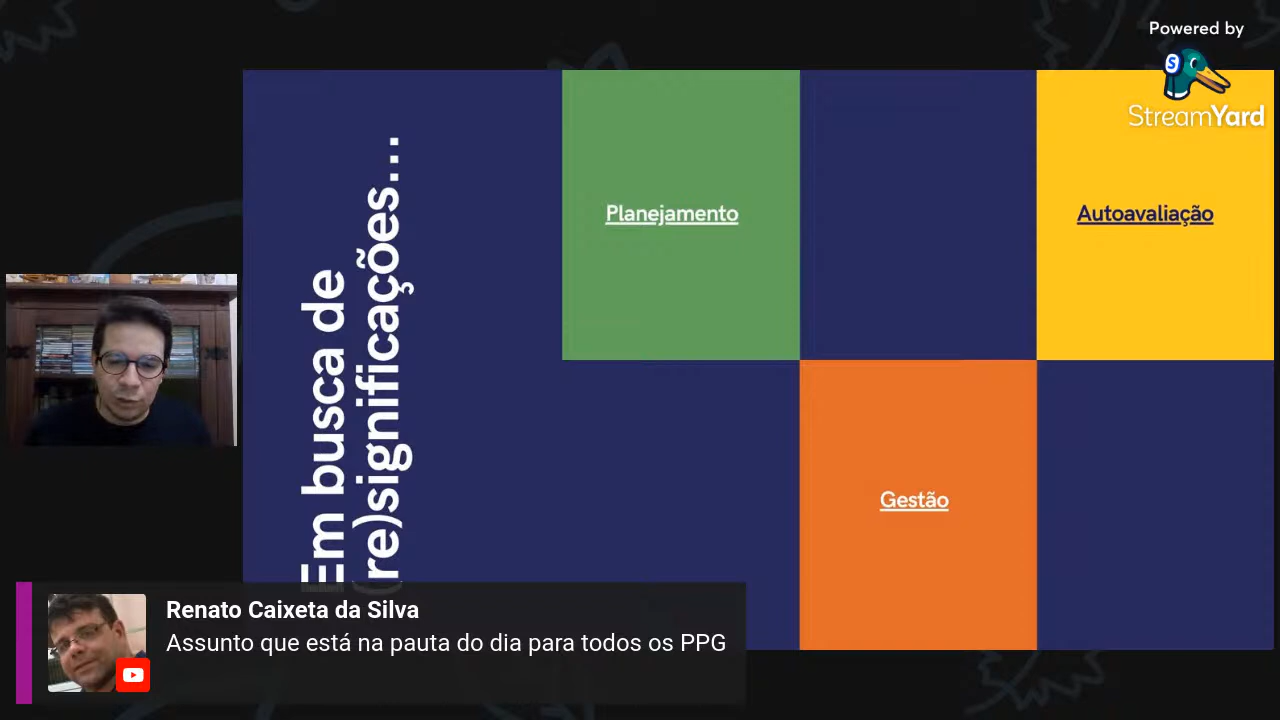 Powered by
StreamYard
Em busca de
(re)significações...
Planejamento
Autoavaliação
Gestão
Renato Caixeta da Silva
Assunto que está na pauta do dia para todos os PPG